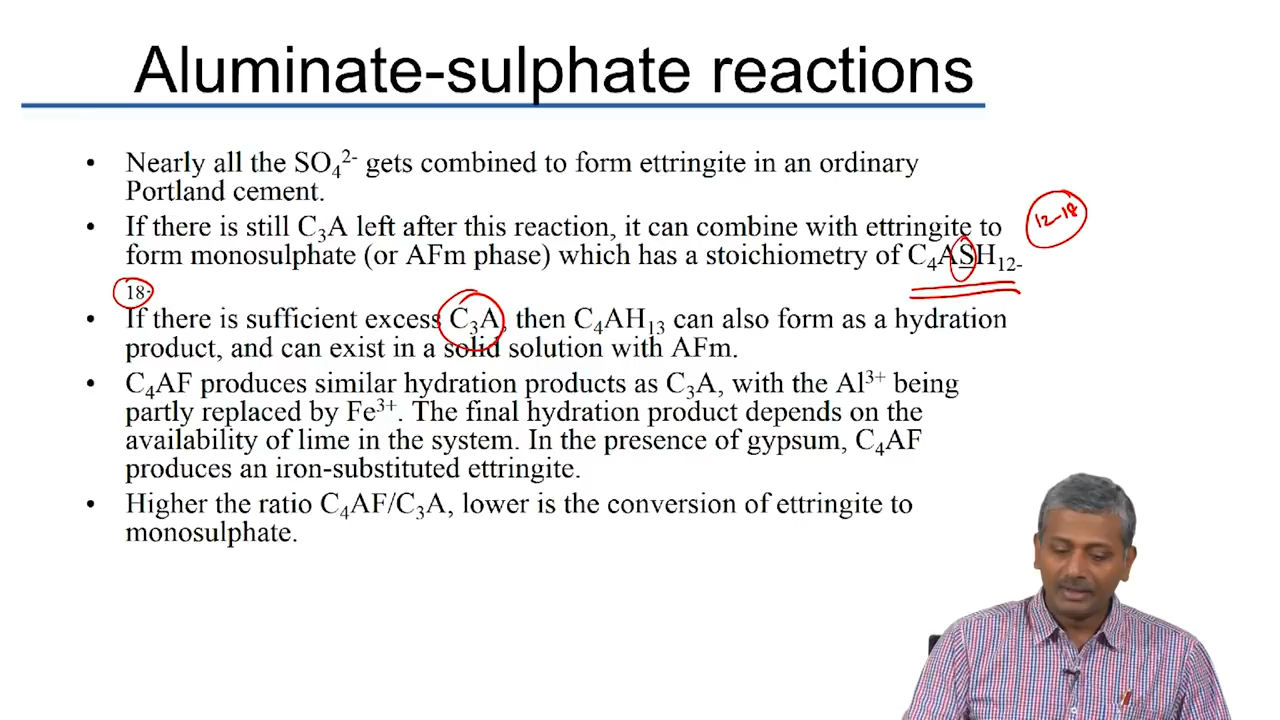 Aluminate-sulphate reactions
• Nearly all the SO₄²⁻ gets combined to form ettringite in an ordinary
Portland cement.
• If there is still C₃A left after this reaction, it can combine with ettringite to
form monosulphate (or AFm phase) which has a stoichiometry of C₄ASH₁₂₋
18.
12-18
• If there is sufficient excess C₃A, then C₄AH₁₃ can also form as a hydration
product, and can exist in a solid solution with AFm.
• C₄AF produces similar hydration products as C₃A, with the Al³⁺ being
partly replaced by Fe³⁺. The final hydration product depends on the
availability of lime in the system. In the presence of gypsum, C₄AF
produces an iron-substituted ettringite.
• Higher the ratio C₄AF/C₃A, lower is the conversion of ettringite to
monosulphate.